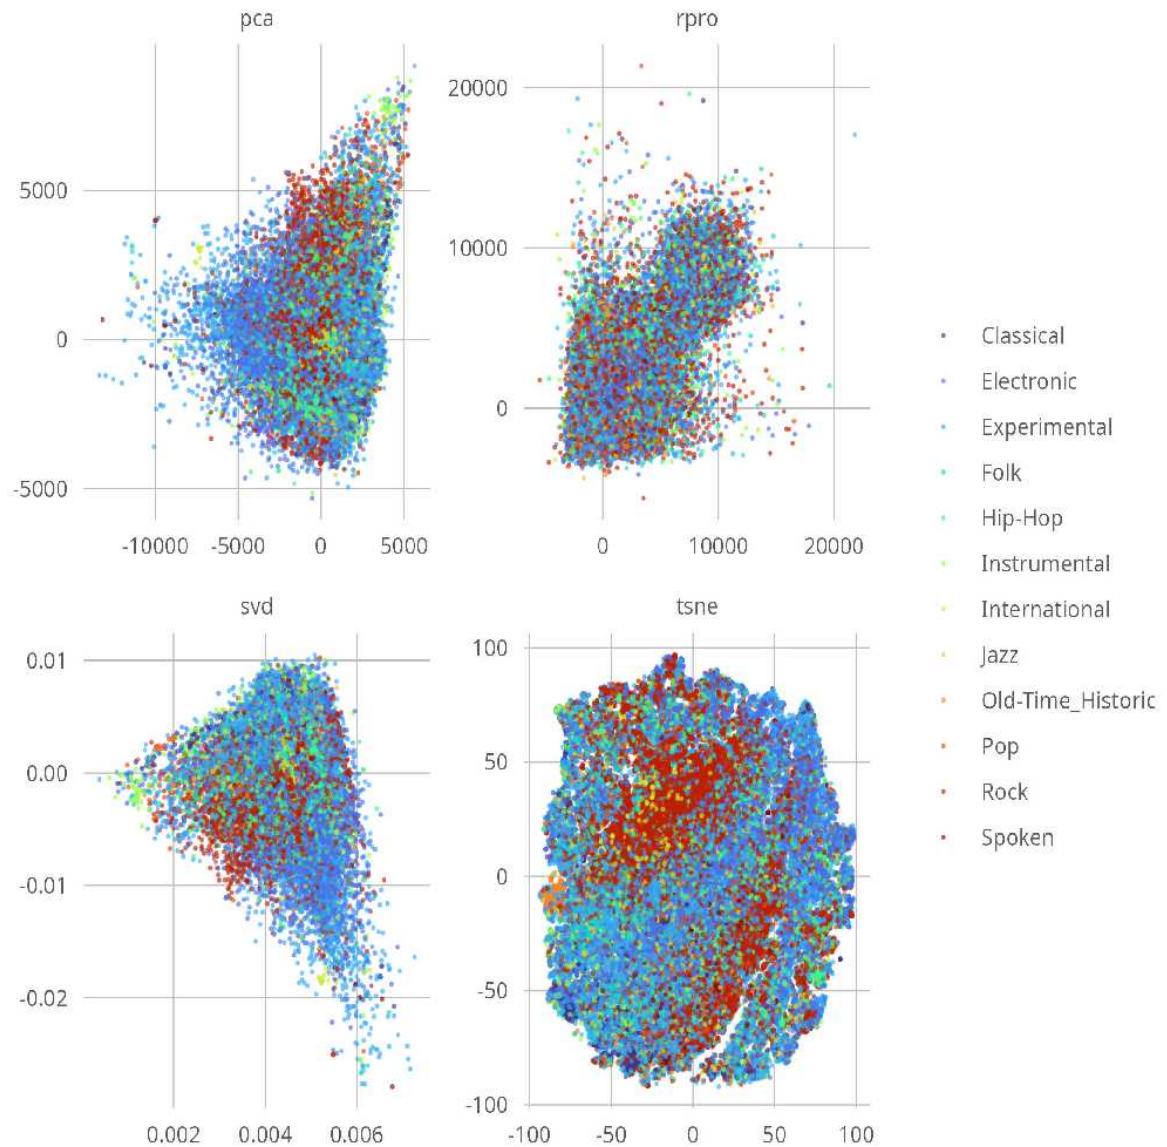 pca
rpro
5000
0
-5000
-10000 -5000 0 5000
20000
10000
0
0 10000 20000
svd
tsne
0.01
0.00
-0.01
-0.02
0.002 0.004 0.006
100
50
0
-50
-100
-100 -50 0 50 100
Classical
Electronic
Experimental
Folk
Hip-Hop
Instrumental
International
Jazz
Old-Time_Historic
Pop
Rock
Spoken